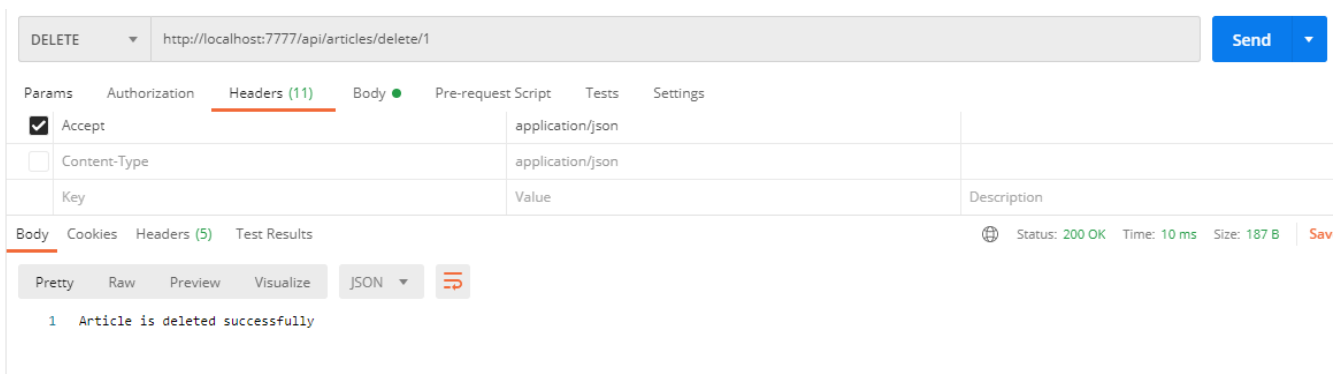 DELETE http://localhost:7777/api/articles/delete/1 Send
Params Authorization Headers (11) Body Pre-request Script Tests Settings
Accept application/json
Content-Type application/json
Key Value Description
Body Cookies Headers (5) Test Results Status: 200 OK Time: 10 ms Size: 187 B Sav
Pretty Raw Preview Visualize JSON
1 Article is deleted successfully